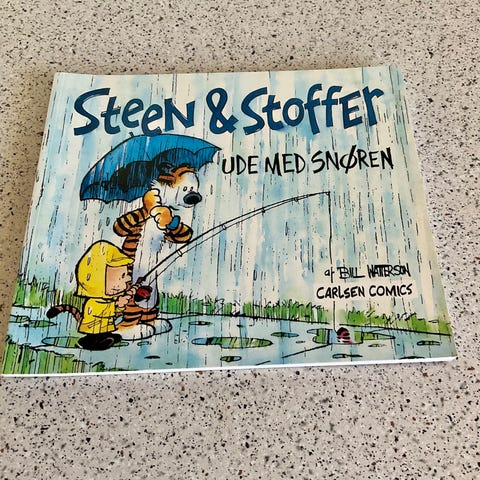 Steen & Stoffer
UDE MED SNØREN
af BILL WATTERSON
CARLSEN COMICS